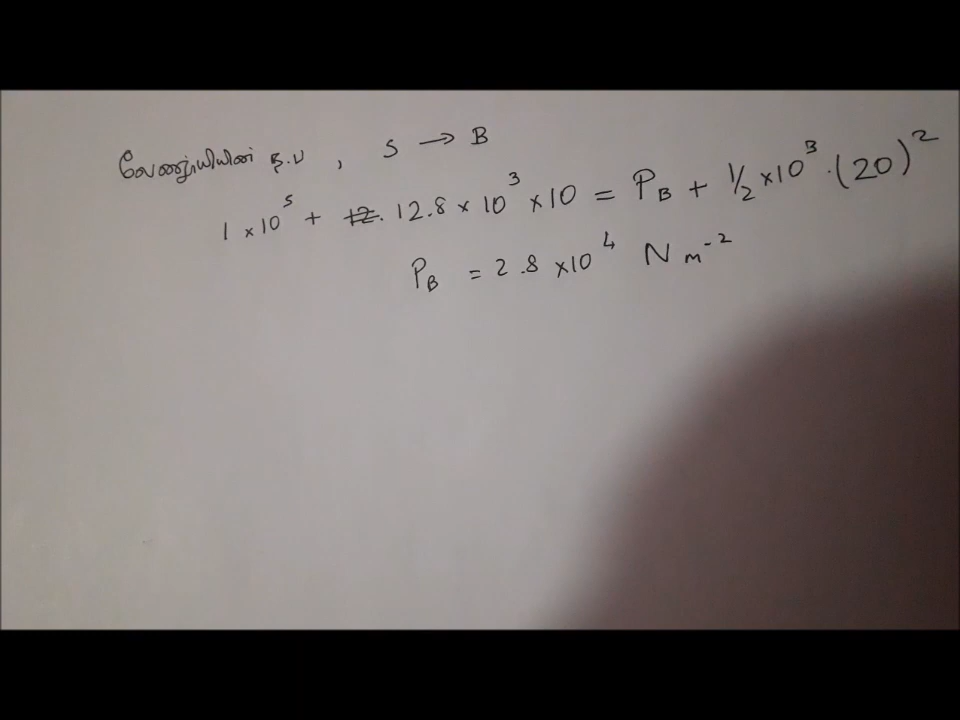 பேணூயியின் த.ப , S → B
1 × 10⁵ + 12. 12.8 × 10³ × 10 = P_B + 1/2 × 10³ · (20)²
P_B = 2.8 × 10⁴ N m⁻²